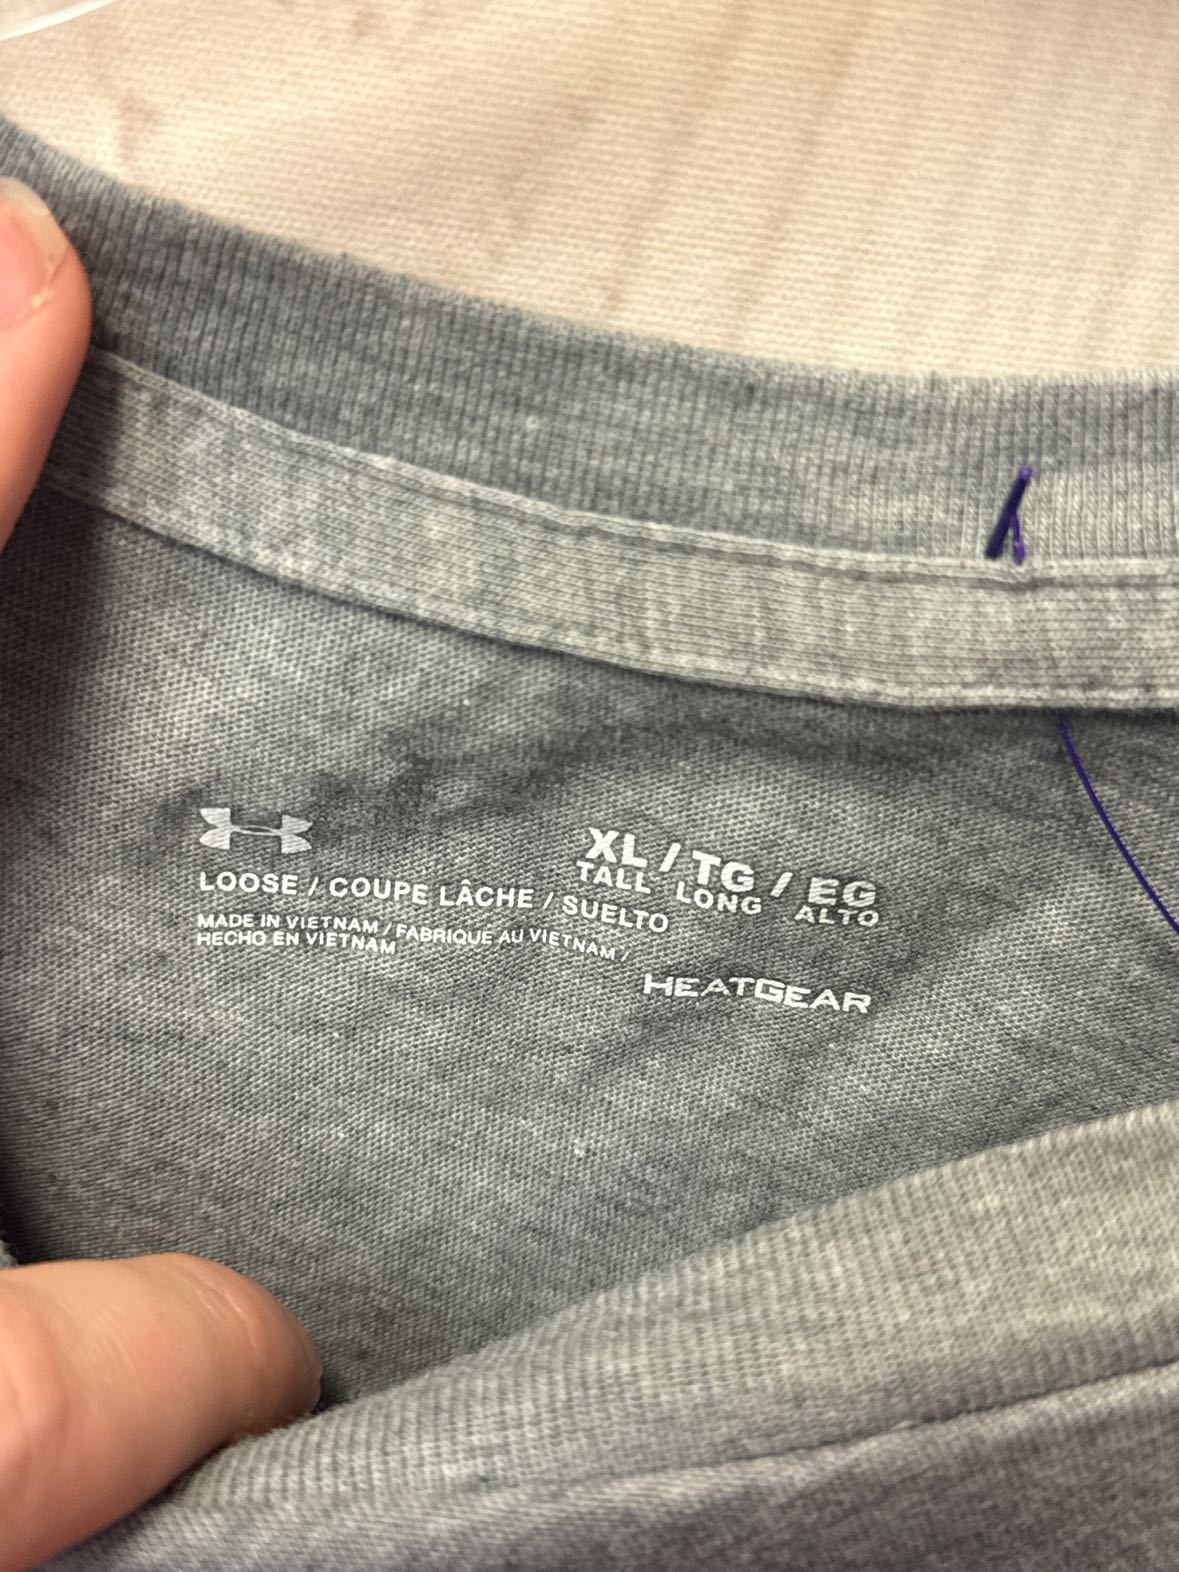 XL / TG / EG
TALL LONG ALTO
LOOSE / COUPE LÂCHE / SUELTO
MADE IN VIETNAM / FABRIQUE AU VIETNAM /
HECHO EN VIETNAM
HEATGEAR